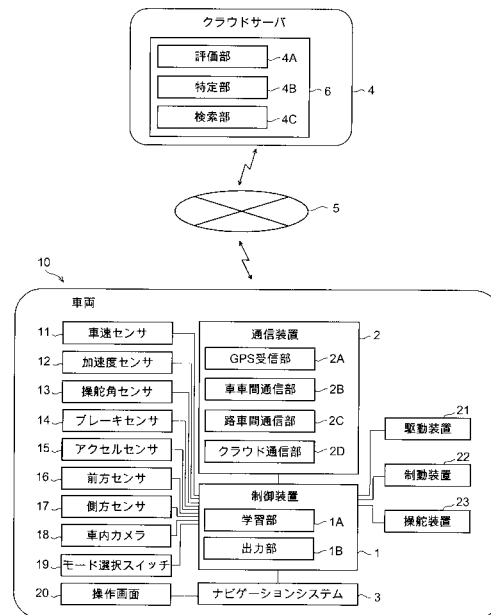 クラウドサーバ
評価部
4A
特定部
4B
検索部
4C
6
4
5
10
車両
11
車速センサ
12
加速度センサ
13
操舵角センサ
14
ブレーキセンサ
15
アクセルセンサ
16
前方センサ
17
側方センサ
18
車内カメラ
19
モード選択スイッチ
20
操作画面
通信装置
2
GPS受信部
2A
車車間通信部
2B
路車間通信部
2C
クラウド通信部
2D
制御装置
学習部
1A
出力部
1B
1
ナビゲーションシステム
3
21
駆動装置
22
制動装置
23
操舵装置